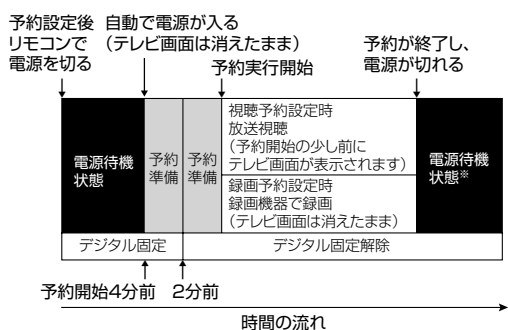 予約設定後
リモコンで
電源を切る
自動で電源が入る
（テレビ画面は消えたまま）
予約実行開始
予約が終了し、
電源が切れる
電源待機
状態
予約
準備
予約
準備
視聴予約設定時
放送視聴
（予約開始の少し前に
テレビ画面が表示されます）
録画予約設定時
録画機器で録画
（テレビ画面は消えたまま）
電源待機
状態※
デジタル固定
デジタル固定解除
予約開始4分前
2分前
時間の流れ